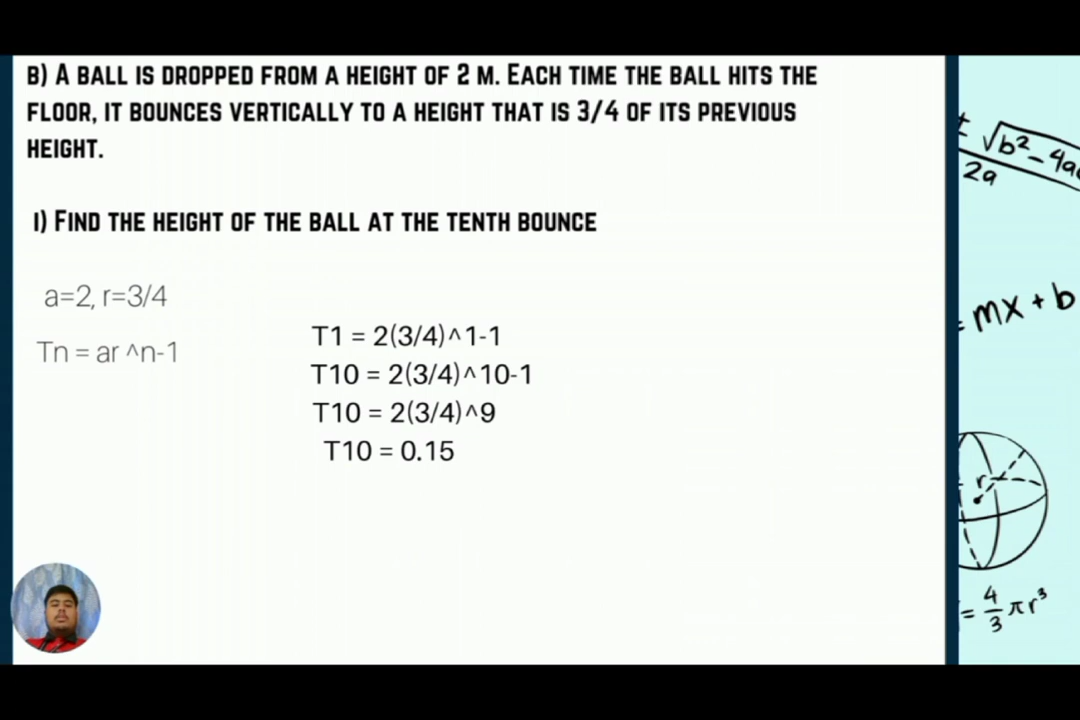 B) A BALL IS DROPPED FROM A HEIGHT OF 2 M. EACH TIME THE BALL HITS THE
FLOOR, IT BOUNCES VERTICALLY TO A HEIGHT THAT IS 3/4 OF ITS PREVIOUS
HEIGHT.
I) FIND THE HEIGHT OF THE BALL AT THE TENTH BOUNCE
a=2, r=3/4
Tn = ar ^n-1
T1 = 2(3/4)^1-1
T10 = 2(3/4)^10-1
T10 = 2(3/4)^9
T10 = 0.15
± √b²-4ac
2a
= mx + b
r
= 4/3 πr³